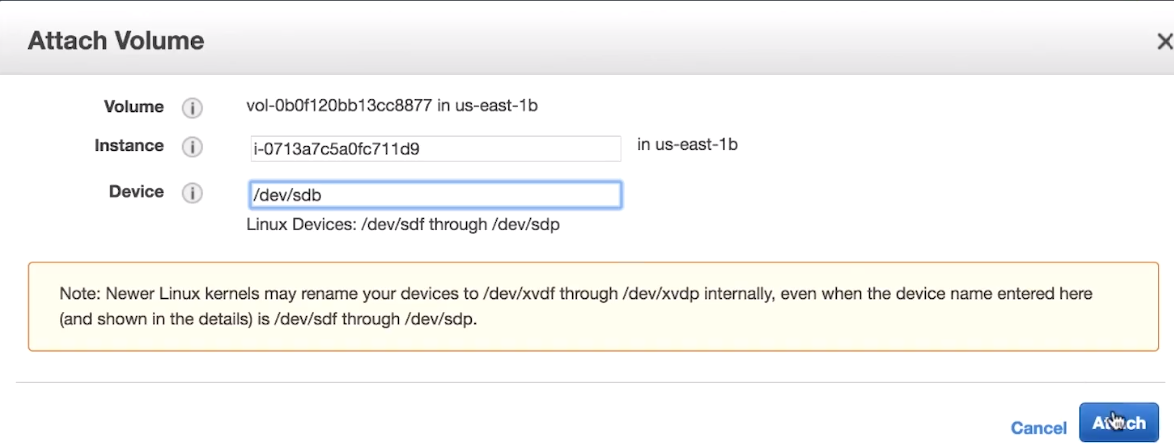 Attach Volume
Volume vol-0b0f120bb13cc8877 in us-east-1b
Instance i-0713a7c5a0fc711d9 in us-east-1b
Device /dev/sdb
Linux Devices: /dev/sdf through /dev/sdp
Note: Newer Linux kernels may rename your devices to /dev/xvdf through /dev/xvdp internally, even when the device name entered here
(and shown in the details) is /dev/sdf through /dev/sdp.
Cancel Attach